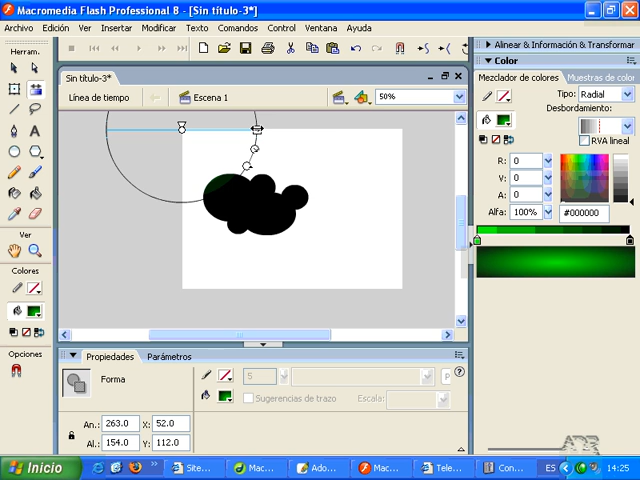 Macromedia Flash Professional 8 - [Sin título-3*]
Archivo Edición Ver Insertar Modificar Texto Comandos Control Ventana Ayuda
Herram.
Alinear & Información & Transformar
Color
Sin título-3*
Mezclador de colores Muestras de color
Línea de tiempo Escena 1 50%
Tipo: Radial
Desbordamiento:
RVA lineal
R: 0
V: 0
A: 0
Alfa: 100% #000000
Ver
Colores
Opciones
Propiedades Parámetros
Forma
5
Sugerencias de trazo
Escala:
An.: 263.0 X: 52.0
Al.: 154.0 Y: 112.0
Inicio
Site...
Mac...
Ado...
Mac...
Tele...
Con...
ES
14:25